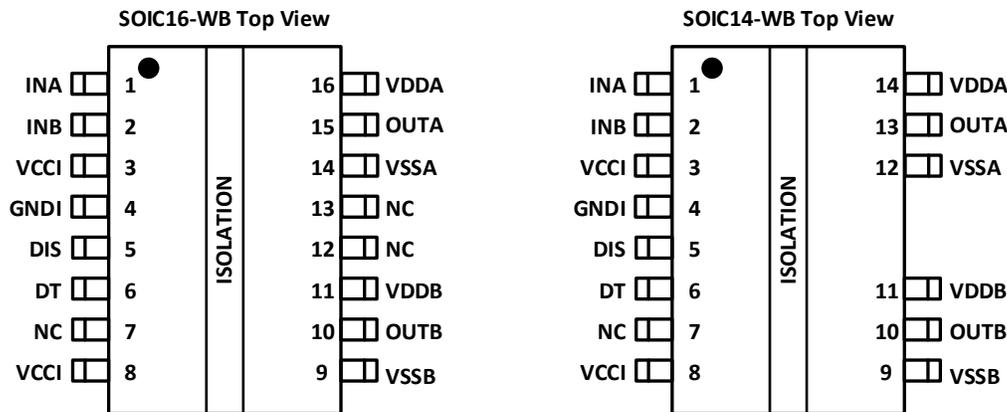 SOIC16-WB Top View
INA 1 16 VDDA
INB 2 15 OUTA
VCCI 3 14 VSSA
GNDI 4 13 NC
DIS 5 12 NC
DT 6 11 VDDB
NC 7 10 OUTB
VCCI 8 9 VSSB
ISOLATION
SOIC14-WB Top View
INA 1 14 VDDA
INB 2 13 OUTA
VCCI 3 12 VSSA
GNDI 4
DIS 5
DT 6 11 VDDB
NC 7 10 OUTB
VCCI 8 9 VSSB
ISOLATION